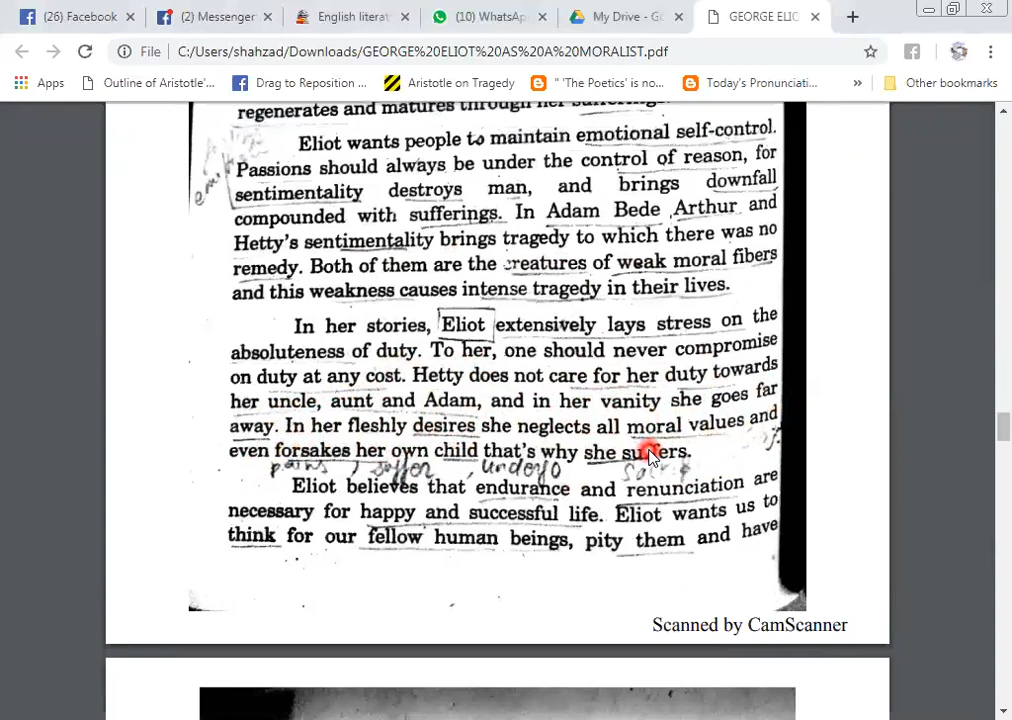 (26) Facebook
(2) Messenger
English literat
(10) WhatsAp
My Drive - Go
GEORGE ELIO
File C:/Users/shahzad/Downloads/GEORGE%20ELIOT%20AS%20A%20MORALIST.pdf
Apps Outline of Aristotle'... Drag to Reposition ... Aristotle on Tragedy " 'The Poetics' is no... Today's Pronunciati... » Other bookmarks
regenerates and matures through her sufferings.
Eliot wants people to maintain emotional self-control.
Passions should always be under the control of reason, for
sentimentality destroys man, and brings downfall
compounded with sufferings. In Adam Bede Arthur and
Hetty's sentimentality brings tragedy to which there was no
remedy. Both of them are the creatures of weak moral fibers
and this weakness causes intense tragedy in their lives.
In her stories, Eliot extensively lays stress on the
absoluteness of duty. To her, one should never compromise
on duty at any cost. Hetty does not care for her duty towards
her uncle, aunt and Adam, and in her vanity she goes far
away. In her fleshly desires she neglects all moral values and
even forsakes her own child that's why she suffers.
pains, suffer, undergo
Eliot believes that endurance and renunciation are
necessary for happy and successful life. Eliot wants us to
think for our fellow human beings, pity them and have
Scanned by CamScanner